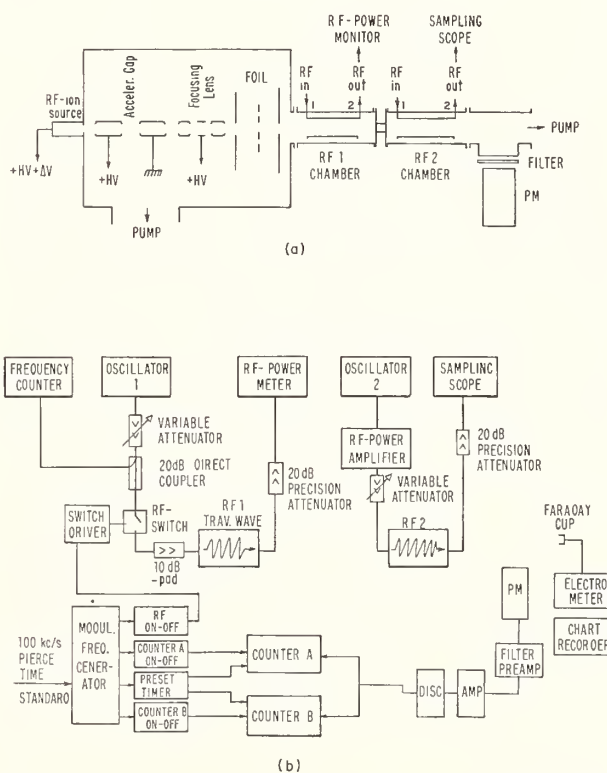 RF-POWER MONITOR
SAMPLING SCOPE
RF-ion source
Acceler. Gap
Focusing Lens
FOIL
RF in
RF out
RF in
RF out
1
2
1
2
+HV+ΔV
+HV
+HV
RF 1 CHAMBER
RF 2 CHAMBER
PUMP
FILTER
PM
PUMP
(a)
FREQUENCY COUNTER
OSCILLATOR 1
RF-POWER METER
OSCILLATOR 2
SAMPLING SCOPE
VARIABLE ATTENUATOR
20dB DIRECT COUPLER
RF-POWER AMPLIFIER
20 dB PRECISION ATTENUATOR
20 dB PRECISION ATTENUATOR
VARIABLE ATTENUATOR
SWITCH DRIVER
RF-SWITCH
RF 1 TRAV. WAVE
RF 2
10 dB -pad
FARADAY CUP
100 kc/s PIERCE TIME STANDARD
MODUL. FREQ. GENERATOR
RF ON-OFF
COUNTER A ON-OFF
PRESET TIMER
COUNTER B ON-OFF
COUNTER A
COUNTER B
DISC
AMP
PM
FILTER PREAMP
ELECTRO METER
CHART RECORDER
(b)